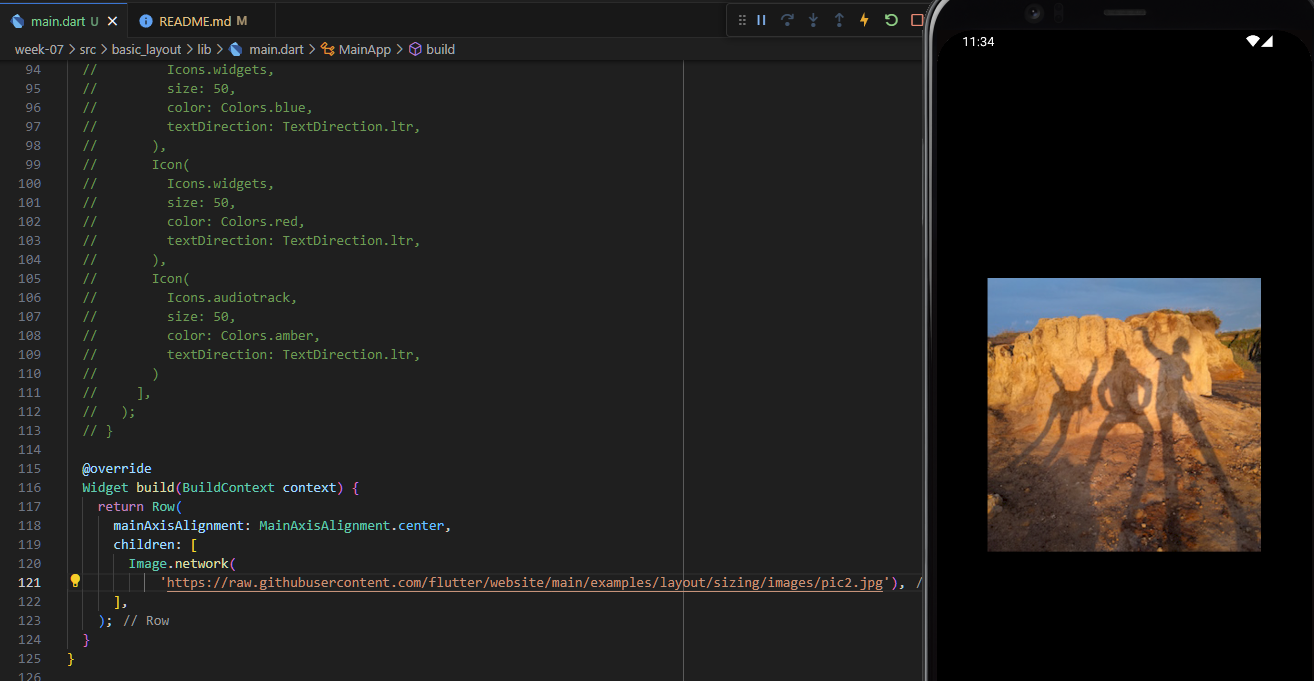 main.dart U
README.md M
week-07 > src > basic_layout > lib > main.dart > MainApp > build
94 // Icons.widgets,
95 // size: 50,
96 // color: Colors.blue,
97 // textDirection: TextDirection.ltr,
98 // ),
99 // Icon(
100 // Icons.widgets,
101 // size: 50,
102 // color: Colors.red,
103 // textDirection: TextDirection.ltr,
104 // ),
105 // Icon(
106 // Icons.audiotrack,
107 // size: 50,
108 // color: Colors.amber,
109 // textDirection: TextDirection.ltr,
110 // )
111 // ],
112 // );
113 // }
114
115 @override
116 Widget build(BuildContext context) {
117 return Row(
118 mainAxisAlignment: MainAxisAlignment.center,
119 children: [
120 Image.network(
121 'https://raw.githubusercontent.com/flutter/website/main/examples/layout/sizing/images/pic2.jpg'), /
122 ],
123 ); // Row
124 }
125 }
126
11:34